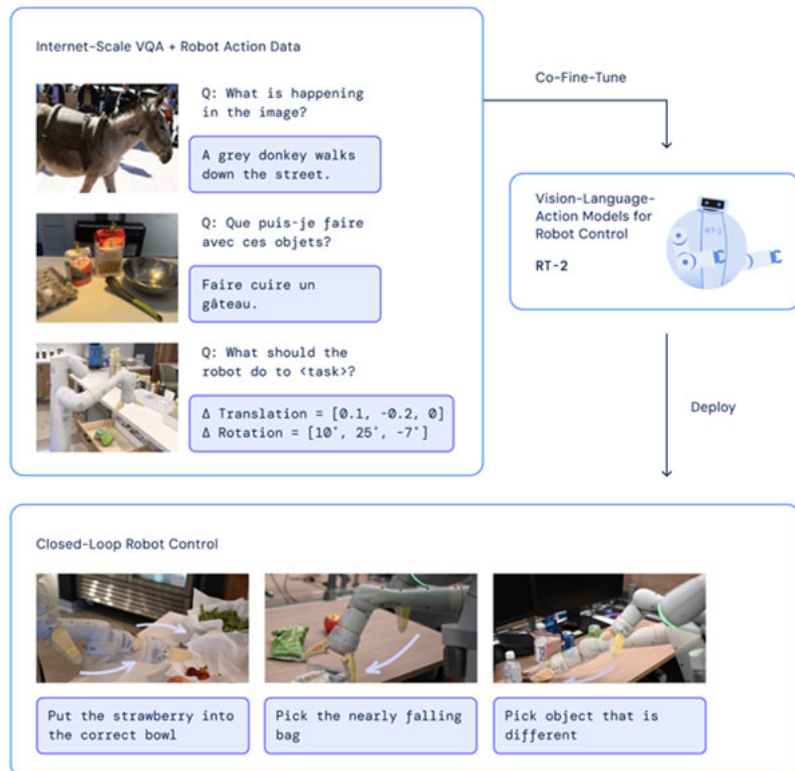 Internet-Scale VQA + Robot Action Data
Q: What is happening
in the image?
A grey donkey walks
down the street.
Q: Que puis-je faire
avec ces objets?
Faire cuire un
gâteau.
Q: What should the
robot do to <task>?
Δ Translation = [0.1, -0.2, 0]
Δ Rotation = [10°, 25°, -7°]
Co-Fine-Tune
Vision-Language-
Action Models for
Robot Control
RT-2
RT-2
Deploy
Closed-Loop Robot Control
Put the strawberry into
the correct bowl
Pick the nearly falling
bag
Pick object that is
different